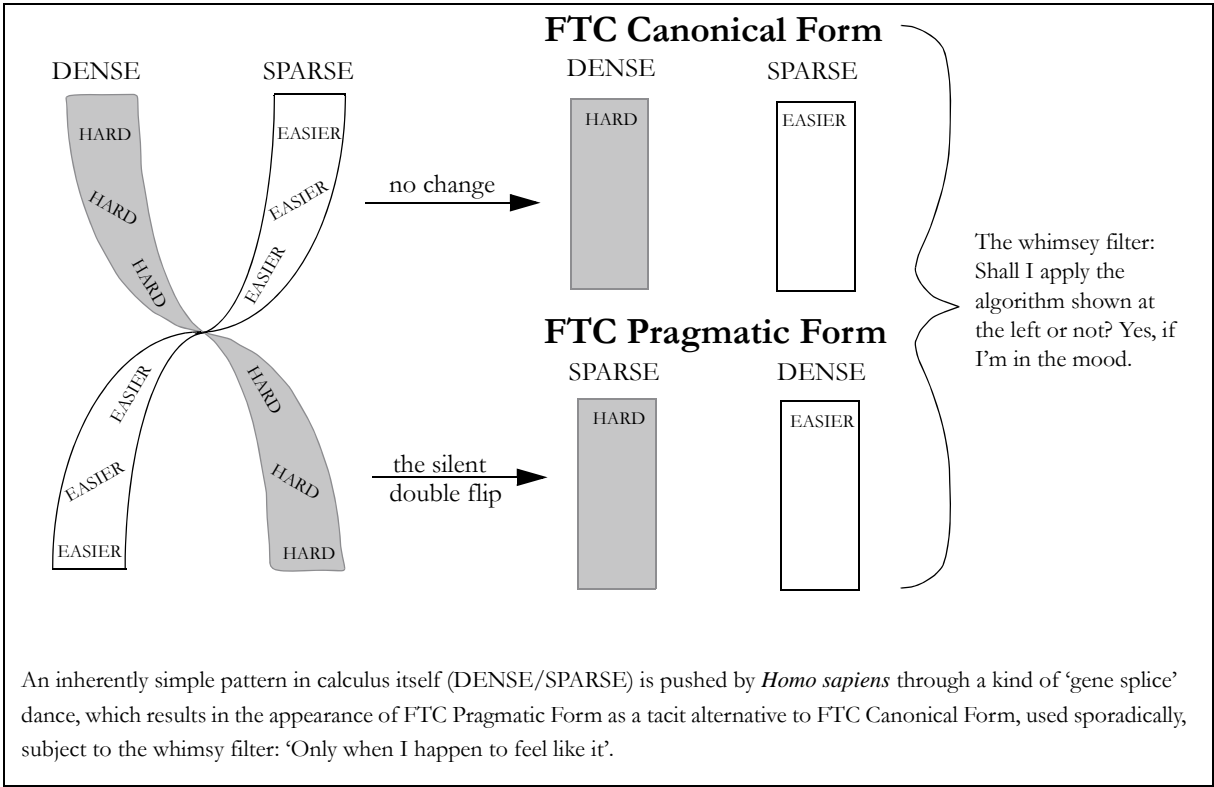 FTC Canonical Form
DENSE
SPARSE
DENSE
SPARSE
HARD
EASIER
HARD
EASIER
HARD
EASIER
HARD
EASIER
no change
The whimsey filter:
Shall I apply the
algorithm shown at
the left or not? Yes, if
I’m in the mood.
FTC Pragmatic Form
SPARSE
DENSE
EASIER
HARD
HARD
EASIER
EASIER
HARD
EASIER
HARD
the silent
double flip
An inherently simple pattern in calculus itself (DENSE/SPARSE) is pushed by Homo sapiens through a kind of ‘gene splice’
dance, which results in the appearance of FTC Pragmatic Form as a tacit alternative to FTC Canonical Form, used sporadically,
subject to the whimsy filter: ‘Only when I happen to feel like it’.